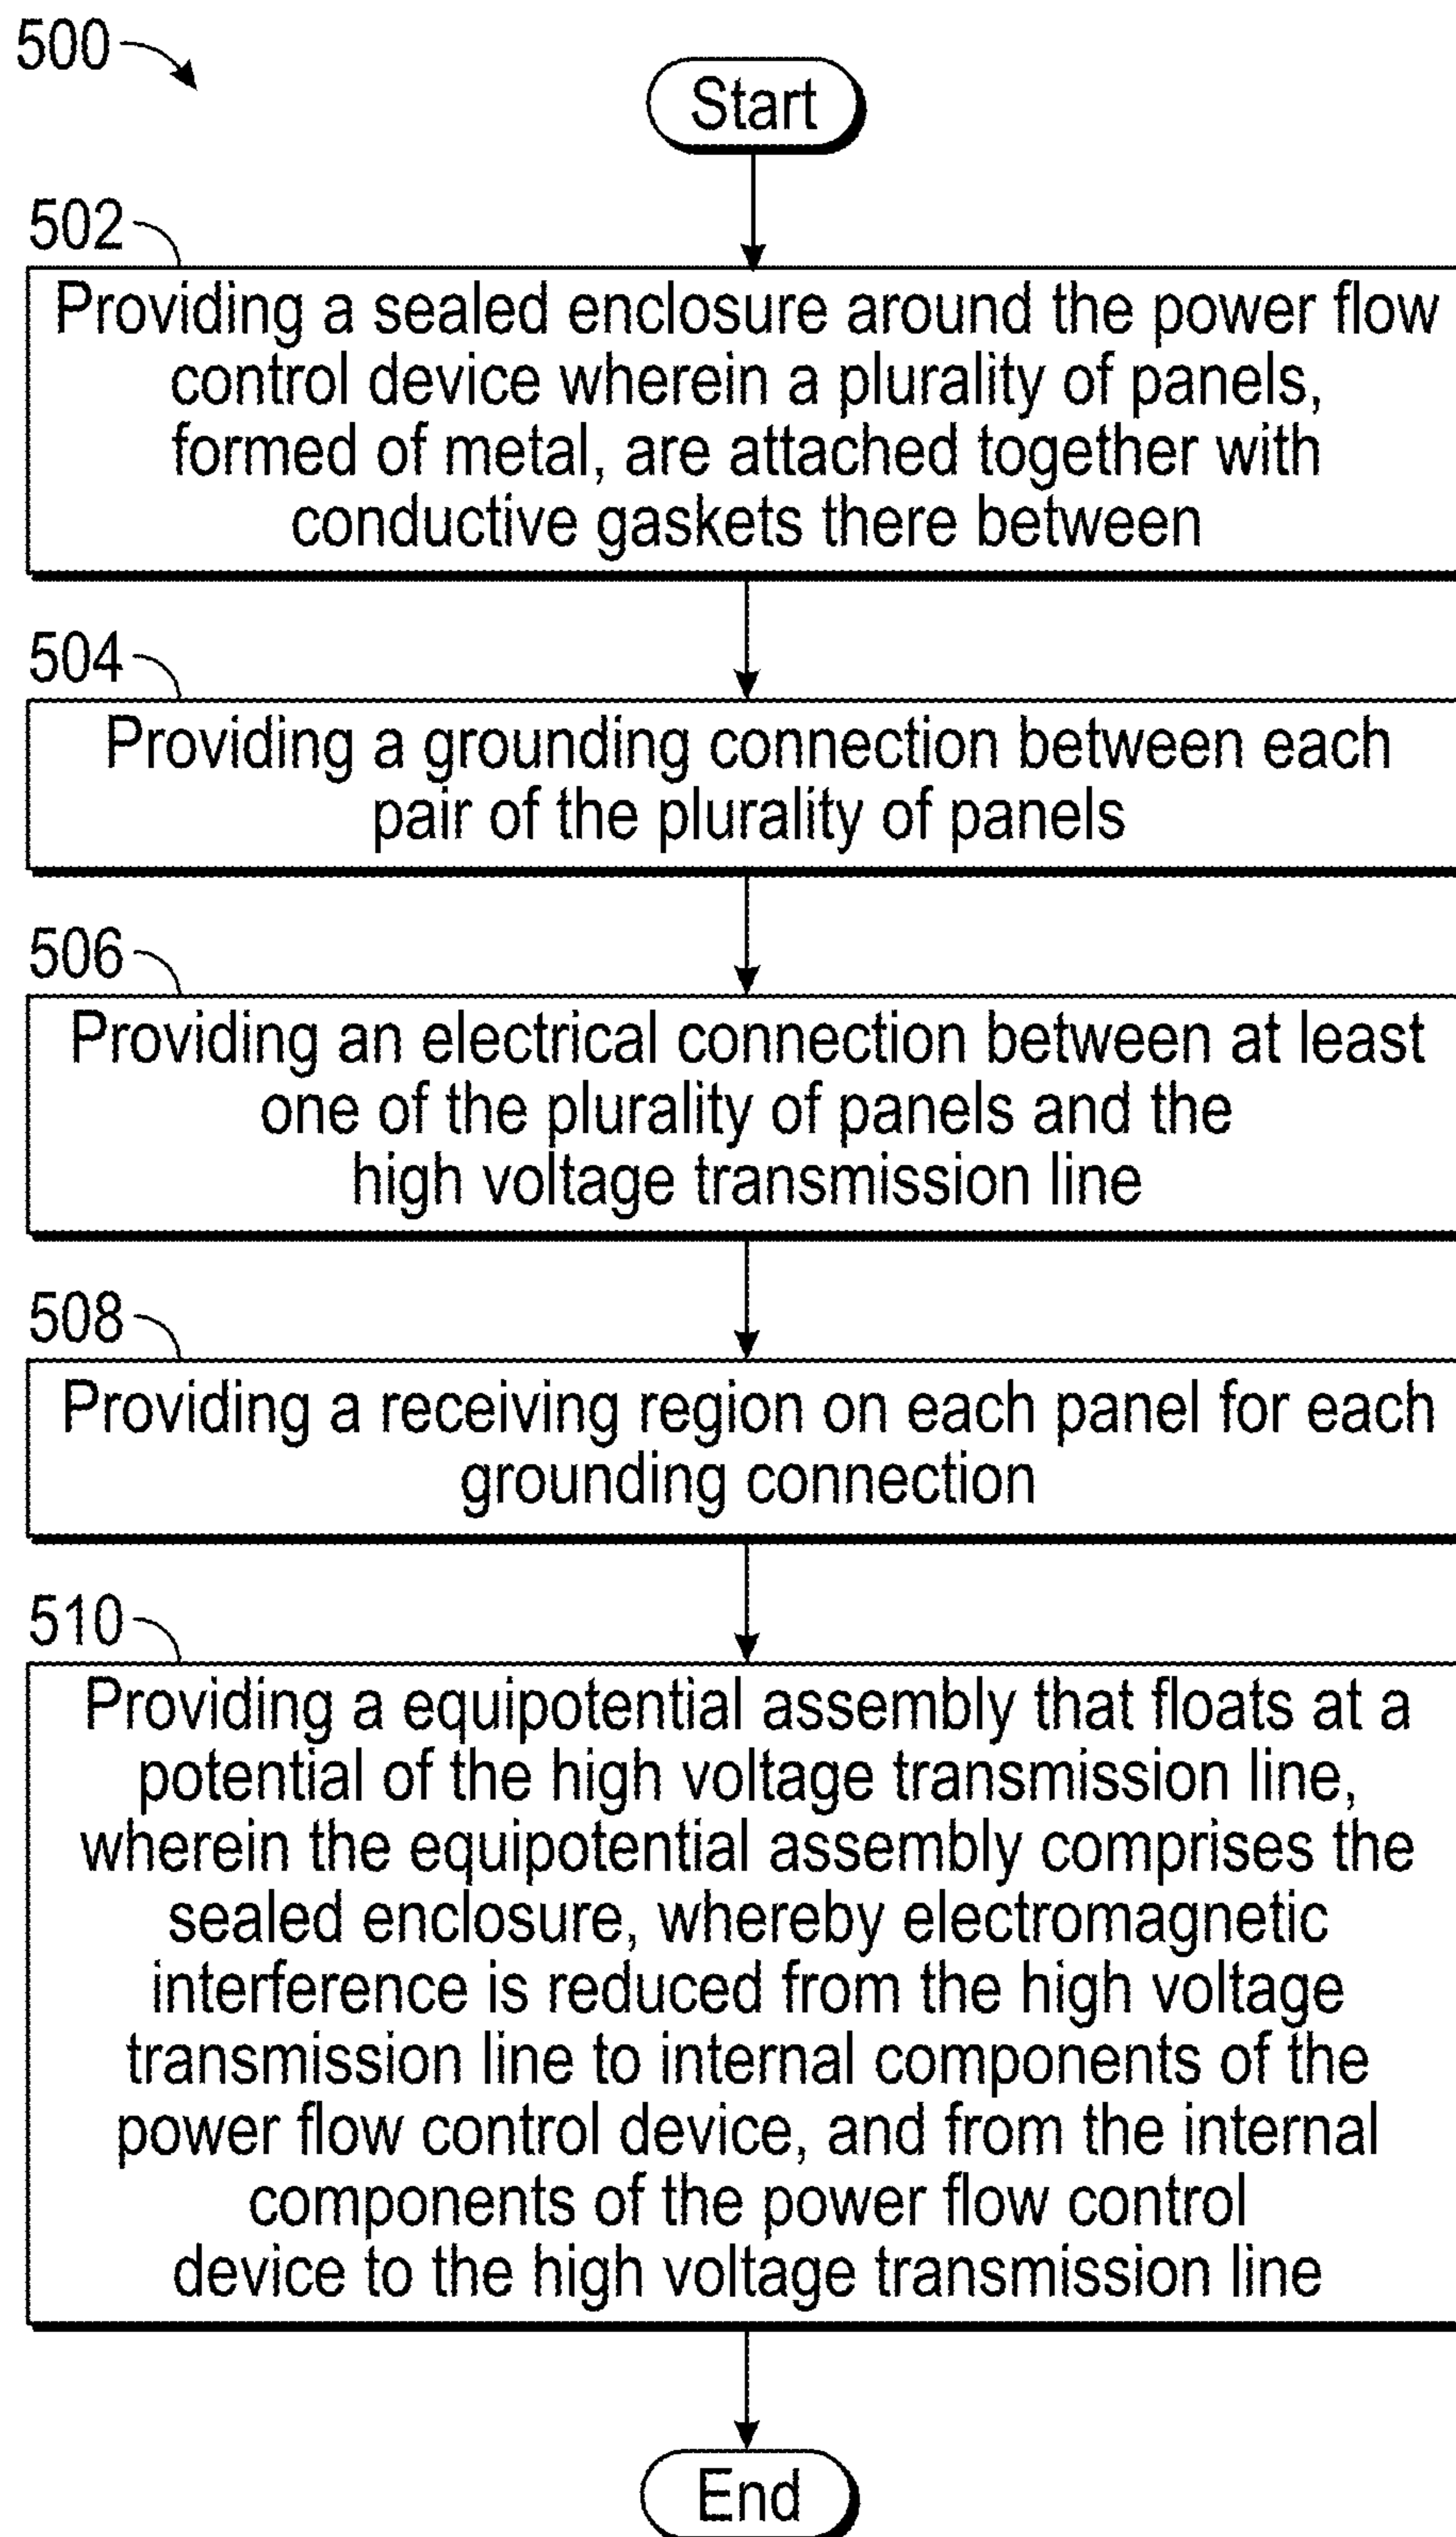 500
Start
502
Providing a sealed enclosure around the power flow
control device wherein a plurality of panels,
formed of metal, are attached together with
conductive gaskets there between
504
Providing a grounding connection between each
pair of the plurality of panels
506
Providing an electrical connection between at least
one of the plurality of panels and the
high voltage transmission line
508
Providing a receiving region on each panel for each
grounding connection
510
Providing a equipotential assembly that floats at a
potential of the high voltage transmission line,
wherein the equipotential assembly comprises the
sealed enclosure, whereby electromagnetic
interference is reduced from the high voltage
transmission line to internal components of the
power flow control device, and from the internal
components of the power flow control
device to the high voltage transmission line
End